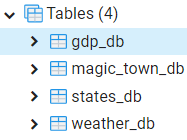 Tables (4)
gdp_db
magic_town_db
states_db
weather_db